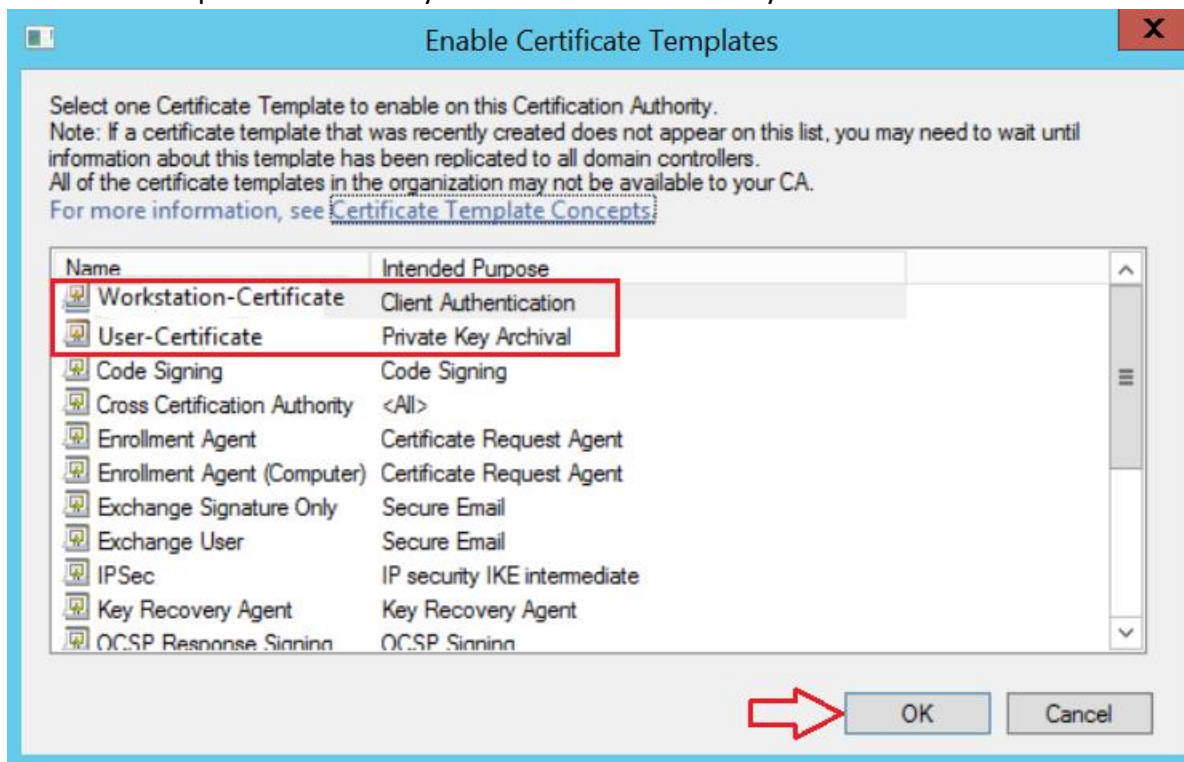 Enable Certificate Templates
X
Select one Certificate Template to enable on this Certification Authority.
Note: If a certificate template that was recently created does not appear on this list, you may need to wait until
information about this template has been replicated to all domain controllers.
All of the certificate templates in the organization may not be available to your CA.
For more information, see Certificate Template Concepts.
Name Intended Purpose
Workstation-Certificate Client Authentication
User-Certificate Private Key Archival
Code Signing Code Signing
Cross Certification Authority <All>
Enrollment Agent Certificate Request Agent
Enrollment Agent (Computer) Certificate Request Agent
Exchange Signature Only Secure Email
Exchange User Secure Email
IPSec IP security IKE intermediate
Key Recovery Agent Key Recovery Agent
OCSP Response Signing OCSP Signing
OK Cancel